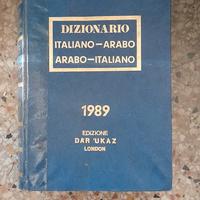 DIZIONARIO
ITALIANO-ARABO
ARABO-ITALIANO
1989
EDIZIONE
DAR 'UKAZ
LONDON